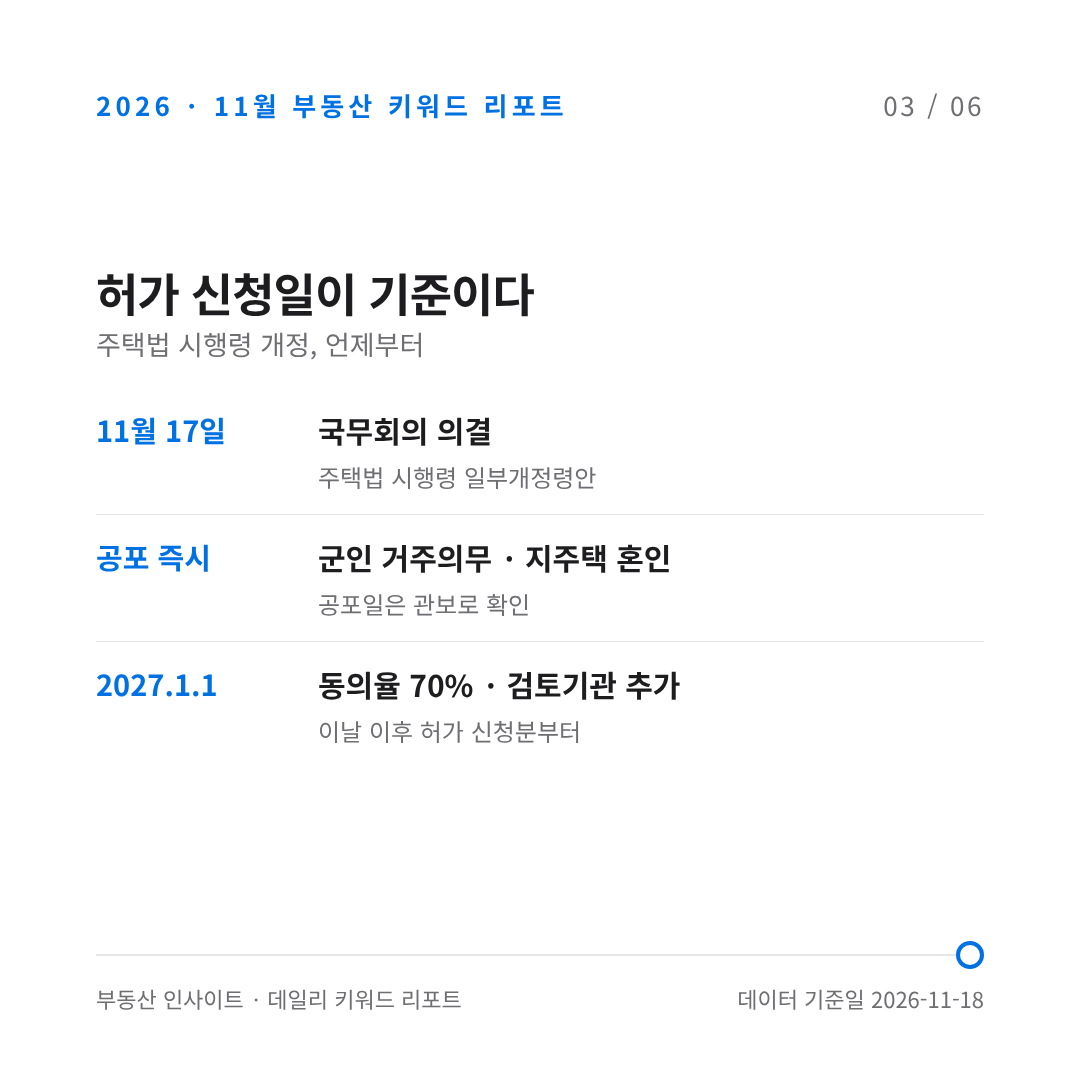 2026 · 11월 부동산 키워드 리포트
03 / 06
허가 신청일이 기준이다
주택법 시행령 개정, 언제부터
11월 17일
국무회의 의결
주택법 시행령 일부개정령안
공포 즉시
군인 거주의무 · 지주택 혼인
공포일은 관보로 확인
2027.1.1
동의율 70% · 검토기관 추가
이날 이후 허가 신청분부터
부동산 인사이트 · 데일리 키워드 리포트
데이터 기준일 2026-11-18